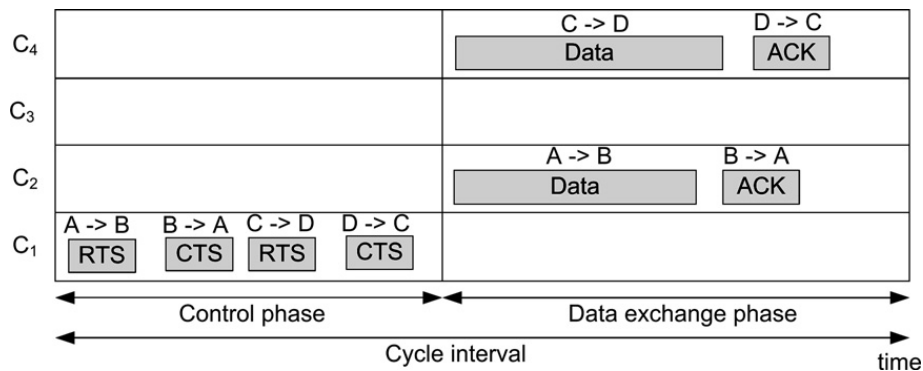 C -> D D -> C
C4 Data ACK
C3
A -> B B -> A
C2 Data ACK
A -> B B -> A C -> D D -> C
C1 RTS CTS RTS CTS
Control phase Data exchange phase
Cycle interval
time